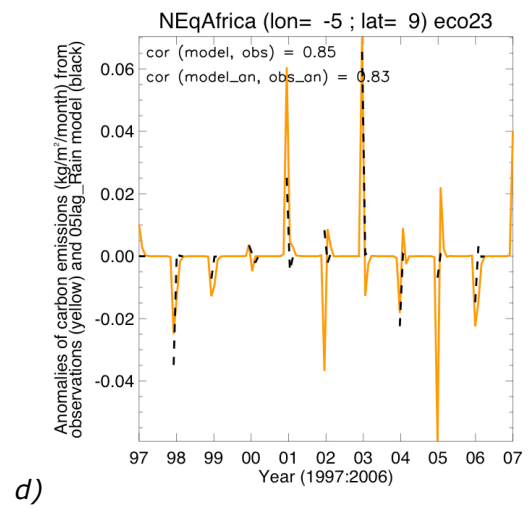 NEqAfrica (lon= -5 ; lat= 9) eco23
cor (model, obs) = 0.85
cor (model_an, obs_an) = 0.83
Anomalies of carbon emissions (kg/m²/month) from
observations (yellow) and 05lag_Rain model (black)
0.06
0.04
0.02
0.00
-0.02
-0.04
97 98 99 00 01 02 03 04 05 06 07
Year (1997:2006)
d)